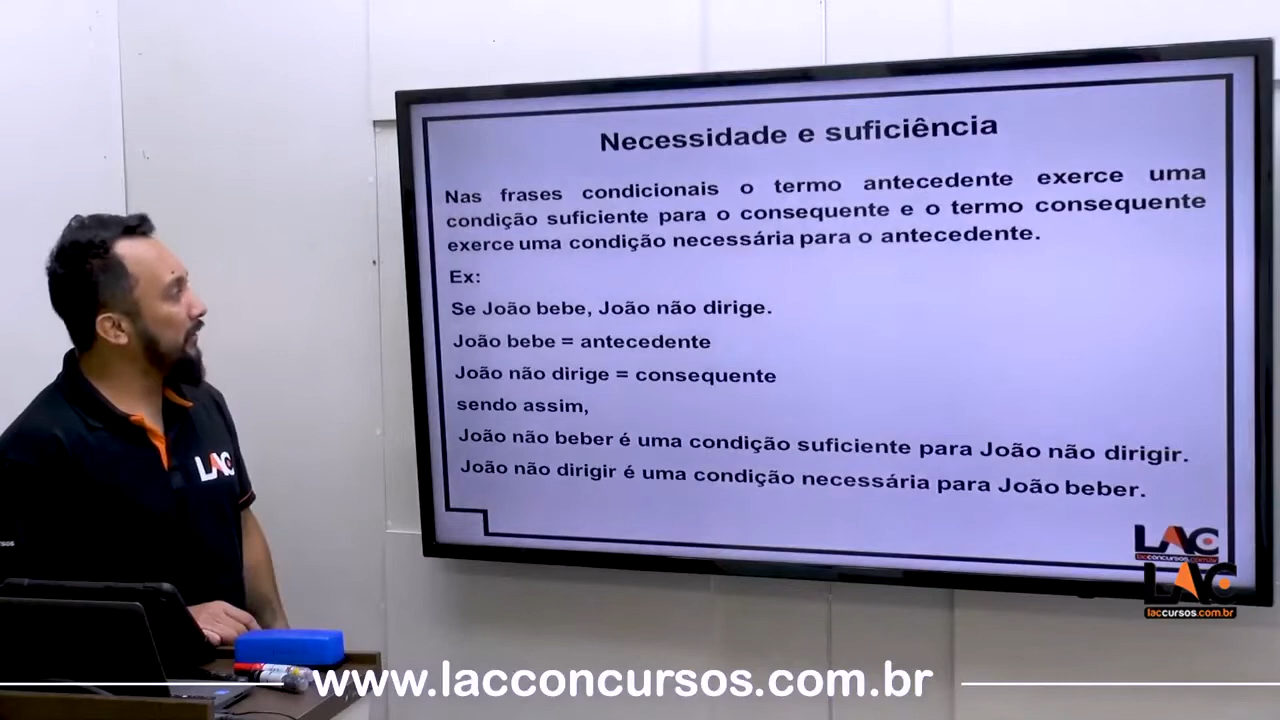 Necessidade e suficiência
Nas frases condicionais o termo antecedente exerce uma
condição suficiente para o consequente e o termo consequente
exerce uma condição necessária para o antecedente.
Ex:
Se João bebe, João não dirige.
João bebe = antecedente
João não dirige = consequente
sendo assim,
João não beber é uma condição suficiente para João não dirigir.
João não dirigir é uma condição necessária para João beber.
LAC
LAC
lacconcursos.com.br
LAC
laccursos.com.br
www.lacconcursos.com.br